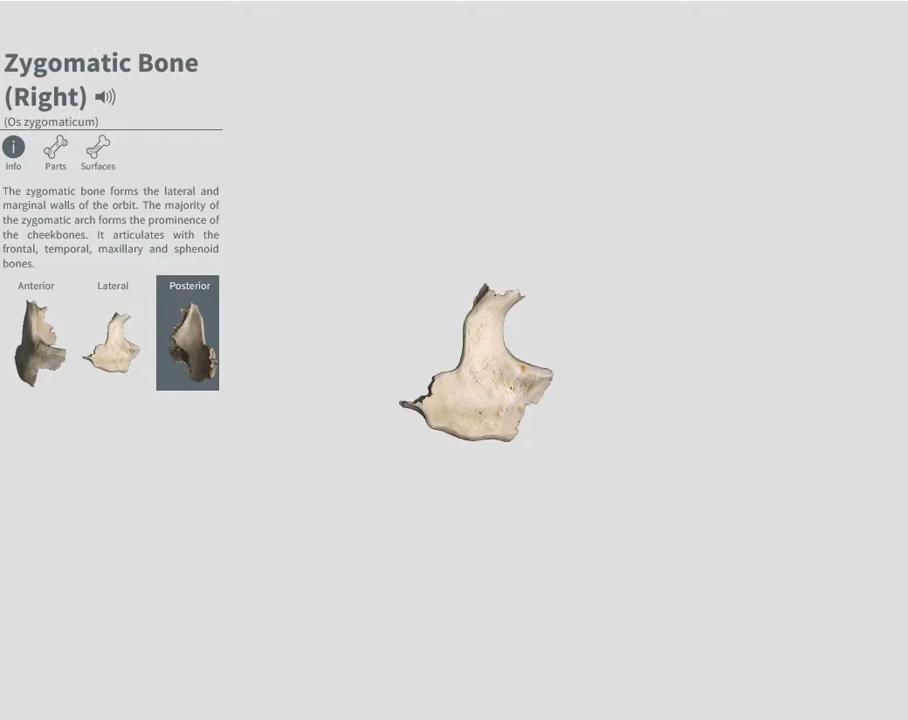 Zygomatic Bone
(Right)
(Os zygomaticum)
i
Info Parts Surfaces
The zygomatic bone forms the lateral and
marginal walls of the orbit. The majority of
the zygomatic arch forms the prominence of
the cheekbones. It articulates with the
frontal, temporal, maxillary and sphenoid
bones.
Anterior Lateral Posterior